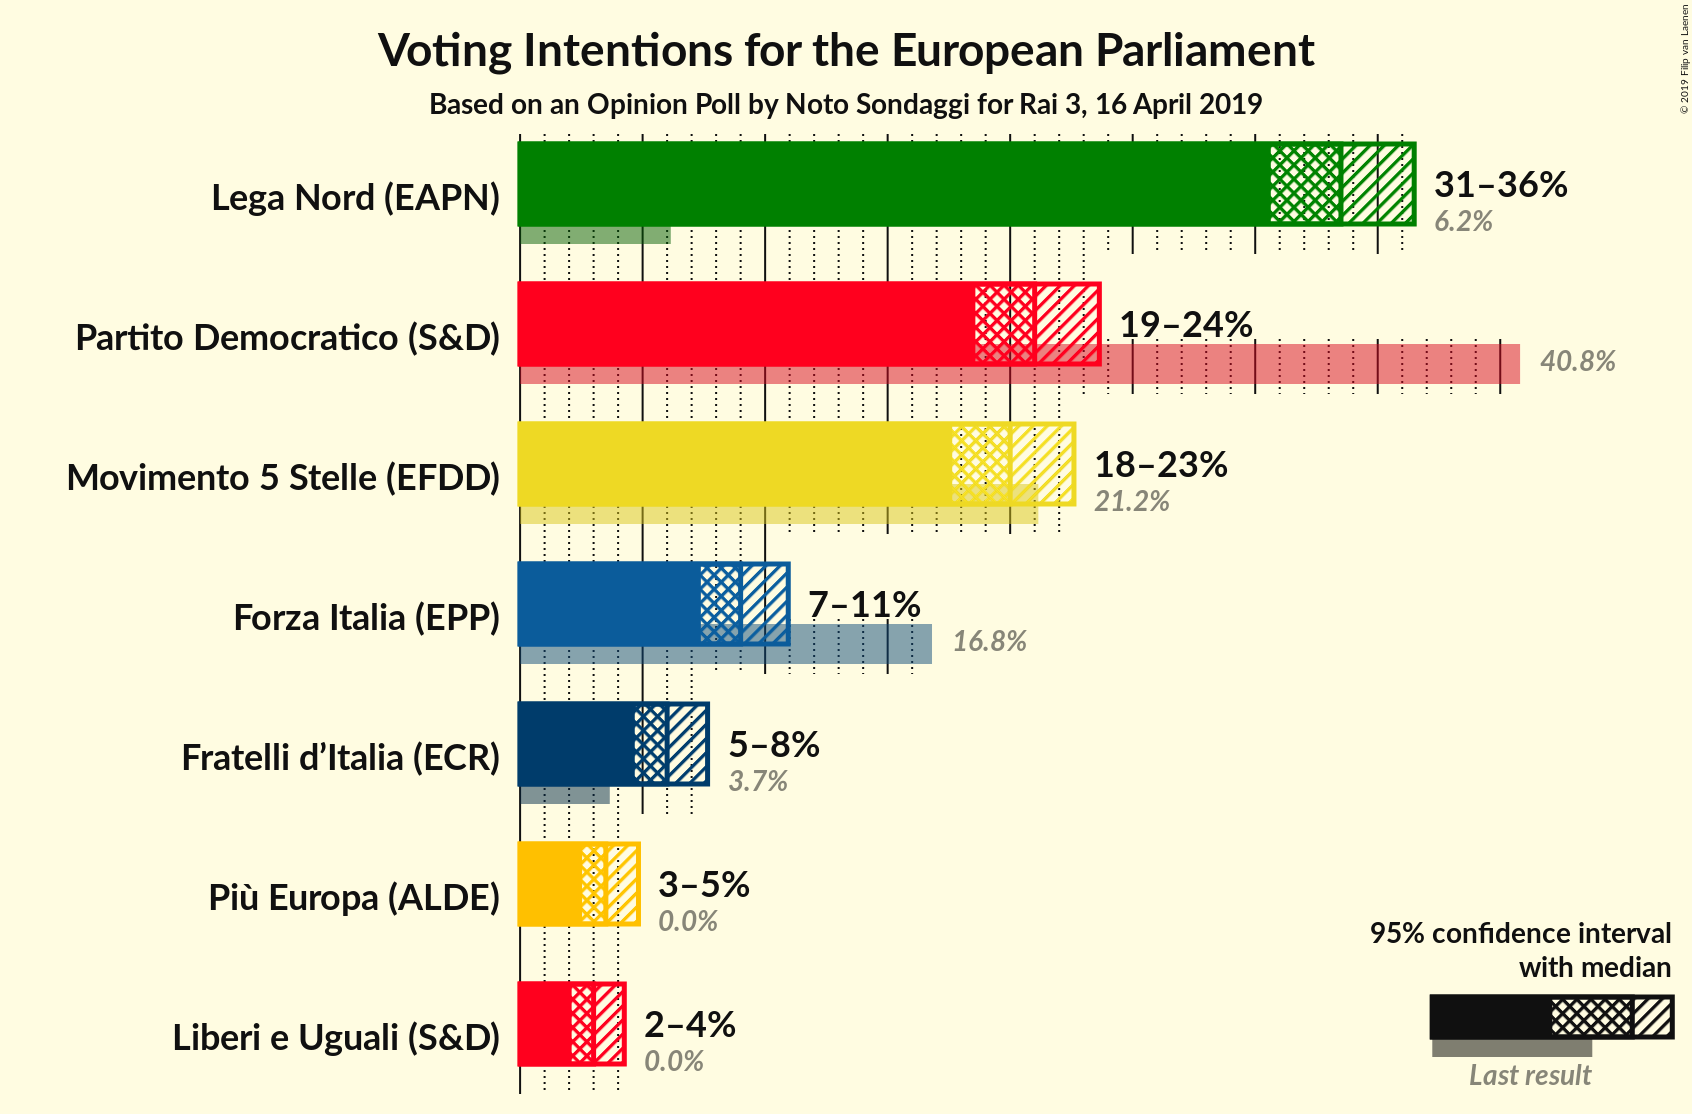 Voting Intentions for the European Parliament
Based on an Opinion Poll by Noto Sondaggi for Rai 3, 16 April 2019
© 2019 Filip van Laenen
Lega Nord (EAPN)
31–36%
6.2%
Partito Democratico (S&D)
19–24%
40.8%
Movimento 5 Stelle (EFDD)
18–23%
21.2%
Forza Italia (EPP)
7–11%
16.8%
Fratelli d’Italia (ECR)
5–8%
3.7%
Più Europa (ALDE)
3–5%
0.0%
Liberi e Uguali (S&D)
2–4%
0.0%
95% confidence interval
with median
Last result